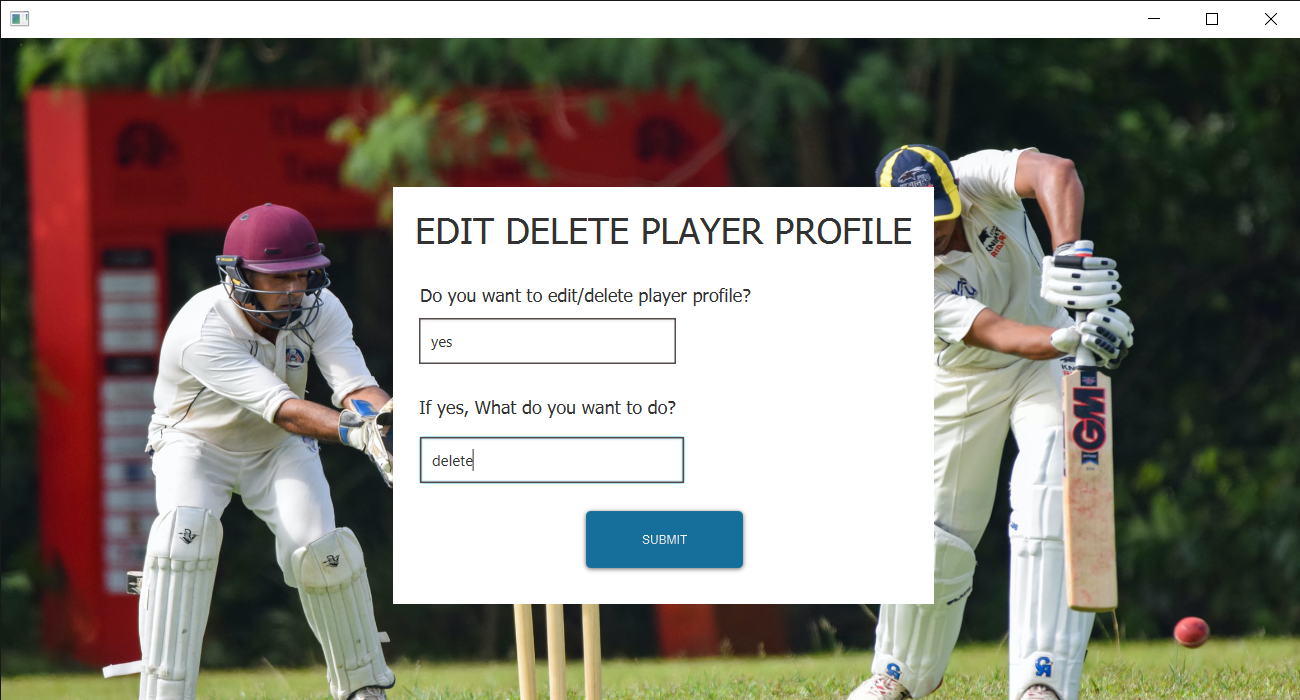 EDIT DELETE PLAYER PROFILE
Do you want to edit/delete player profile?
yes
If yes, What do you want to do?
delete
SUBMIT
KNIGHT
GM